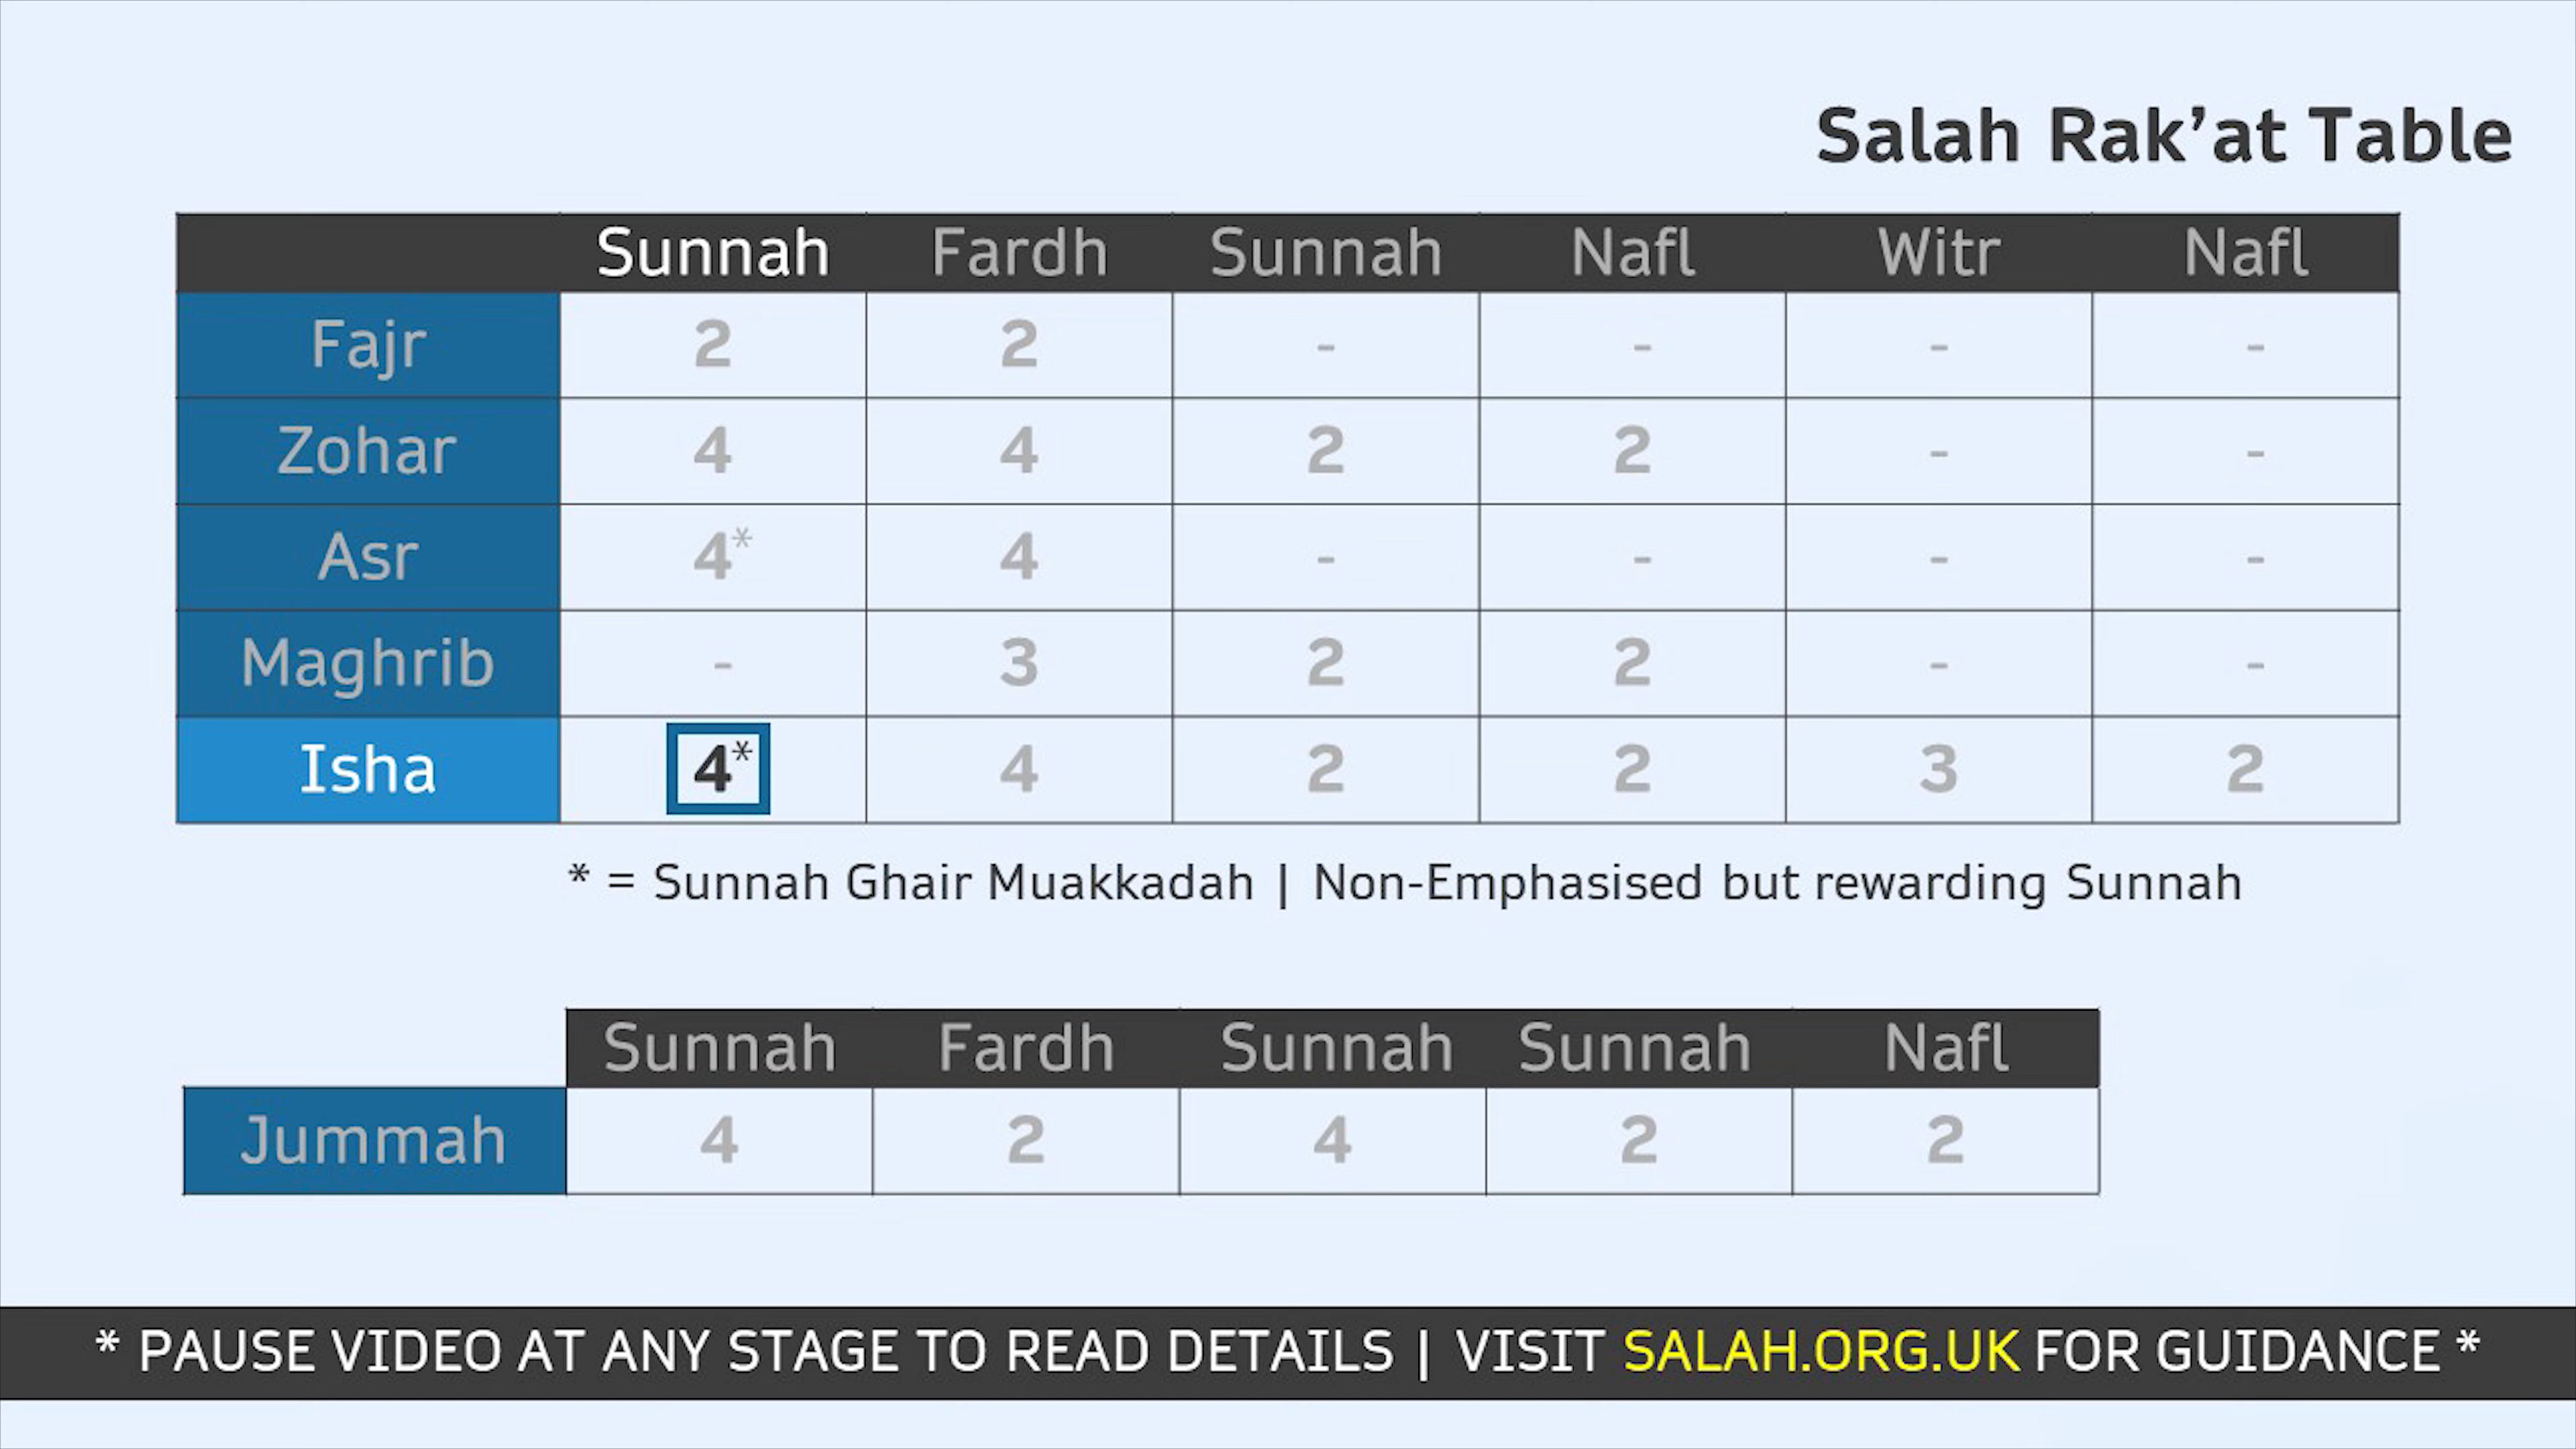 Salah Rak’at Table
Sunnah Fardh Sunnah Nafl Witr Nafl
Fajr 2 2 - - - -
Zohar 4 4 2 2 - -
Asr 4* 4 - - - -
Maghrib - 3 2 2 - -
Isha 4* 4 2 2 3 2
* = Sunnah Ghair Muakkadah | Non-Emphasised but rewarding Sunnah
Sunnah Fardh Sunnah Sunnah Nafl
Jummah 4 2 4 2 2
* PAUSE VIDEO AT ANY STAGE TO READ DETAILS | VISIT SALAH.ORG.UK FOR GUIDANCE *